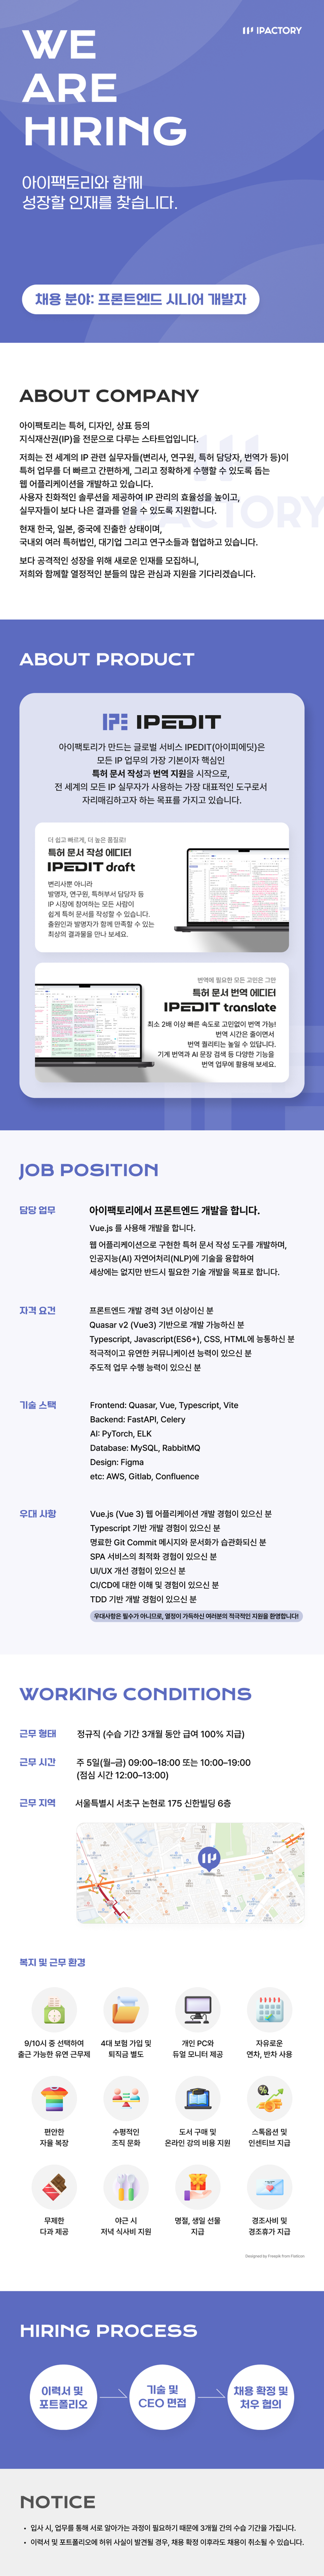 IPACTORY
WE
ARE
HIRING
아이팩토리와 함께
성장할 인재를 찾습니다.
채용 분야: 프론트엔드 시니어 개발자
ABOUT COMPANY
아이팩토리는 특허, 디자인, 상표 등의
지식재산권(IP)을 전문으로 다루는 스타트업입니다.
저희는 전 세계의 IP 관련 실무자들(변리사, 연구원, 특허 담당자, 번역가 등)이
특허 업무를 더 빠르고 간편하게, 그리고 정확하게 수행할 수 있도록 돕는
웹 어플리케이션을 개발하고 있습니다.
사용자 친화적인 솔루션을 제공하여 IP 관리의 효율성을 높이고,
실무자들이 보다 나은 결과를 얻을 수 있도록 지원합니다.
IPACTORY
현재 한국, 일본, 중국에 진출한 상태이며,
국내외 여러 특허법인, 대기업 그리고 연구소들과 협업하고 있습니다.
보다 공격적인 성장을 위해 새로운 인재를 모집하니,
저희와 함께할 열정적인 분들의 많은 관심과 지원을 기다리겠습니다.
ABOUT PRODUCT
IPEDIT
아이팩토리가 만드는 글로벌 서비스 IPEDIT(아이피에딧)은
모든 IP 업무의 가장 기본이자 핵심인
특허 문서 작성과 번역 지원을 시작으로,
전 세계의 모든 IP 실무자가 사용하는 가장 대표적인 도구로서
자리매김하고자 하는 목표를 가지고 있습니다.
더 쉽고 빠르게, 더 높은 품질로!
특허 문서 작성 에디터
IPEDIT draft
변리사뿐 아니라
발명자, 연구원, 특허부서 담당자 등
IP 시장에 참여하는 모든 사람이
쉽게 특허 문서를 작성할 수 있습니다.
출원인과 발명자가 함께 만족할 수 있는
최상의 결과물을 만나 보세요.
번역에 필요한 모든 고민은 그만
특허 문서 번역 에디터
IPEDIT translate
최소 2배 이상 빠른 속도로 고민없이 번역 가능!
번역 시간은 줄이면서
번역 퀄리티는 높일 수 있답니다.
기계 번역과 AI 문장 검색 등 다양한 기능을
번역 업무에 활용해 보세요.
JOB POSITION
담당 업무
아이팩토리에서 프론트엔드 개발을 합니다.
Vue.js 를 사용해 개발을 합니다.
웹 어플리케이션으로 구현한 특허 문서 작성 도구를 개발하며,
인공지능(AI) 자연어처리(NLP)에 기술을 융합하여
세상에는 없지만 반드시 필요한 기술 개발을 목표로 합니다.
자격 요건
프론트엔드 개발 경력 3년 이상이신 분
Quasar v2 (Vue3) 기반으로 개발 가능하신 분
Typescript, Javascript(ES6+), CSS, HTML에 능통하신 분
적극적이고 유연한 커뮤니케이션 능력이 있으신 분
주도적 업무 수행 능력이 있으신 분
기술 스택
Frontend: Quasar, Vue, Typescript, Vite
Backend: FastAPI, Celery
AI: PyTorch, ELK
Database: MySQL, RabbitMQ
Design: Figma
etc: AWS, Gitlab, Confluence
우대 사항
Vue.js (Vue 3) 웹 어플리케이션 개발 경험이 있으신 분
Typescript 기반 개발 경험이 있으신 분
명료한 Git Commit 메시지와 문서화가 습관화되신 분
SPA 서비스의 최적화 경험이 있으신 분
UI/UX 개선 경험이 있으신 분
CI/CD에 대한 이해 및 경험이 있으신 분
TDD 기반 개발 경험이 있으신 분
우대사항은 필수가 아니므로, 열정이 가득하신 여러분의 적극적인 지원을 환영합니다!
WORKING CONDITIONS
근무 형태
정규직 (수습 기간 3개월 동안 급여 100% 지급)
근무 시간
주 5일(월–금) 09:00–18:00 또는 10:00–19:00
(점심 시간 12:00–13:00)
근무 지역
서울특별시 서초구 논현로 175 신한빌딩 6층
복지 및 근무 환경
9/10시 중 선택하여
출근 가능한 유연 근무제
4대 보험 가입 및
퇴직금 별도
개인 PC와
듀얼 모니터 제공
자유로운
연차, 반차 사용
편안한
자율 복장
수평적인
조직 문화
도서 구매 및
온라인 강의 비용 지원
스톡옵션 및
인센티브 지급
무제한
다과 제공
야근 시
저녁 식사비 지원
명절, 생일 선물
지급
경조사비 및
경조휴가 지급
Designed by Freepik from Flaticon
HIRING PROCESS
이력서 및
포트폴리오
기술 및
CEO 면접
채용 확정 및
처우 협의
NOTICE
• 입사 시, 업무를 통해 서로 알아가는 과정이 필요하기 때문에 3개월 간의 수습 기간을 가집니다.
• 이력서 및 포트폴리오에 허위 사실이 발견될 경우, 채용 확정 이후라도 채용이 취소될 수 있습니다.